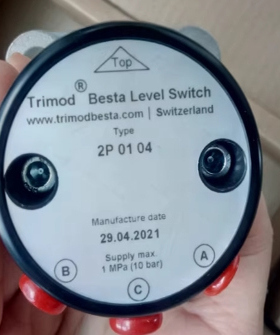 Top
Trimod® Besta Level Switch
www.trimodbesta.com | Switzerland
Type
2P 01 04
Manufacture date
29.04.2021
Supply max.
1 MPa (10 bar)
B A
C